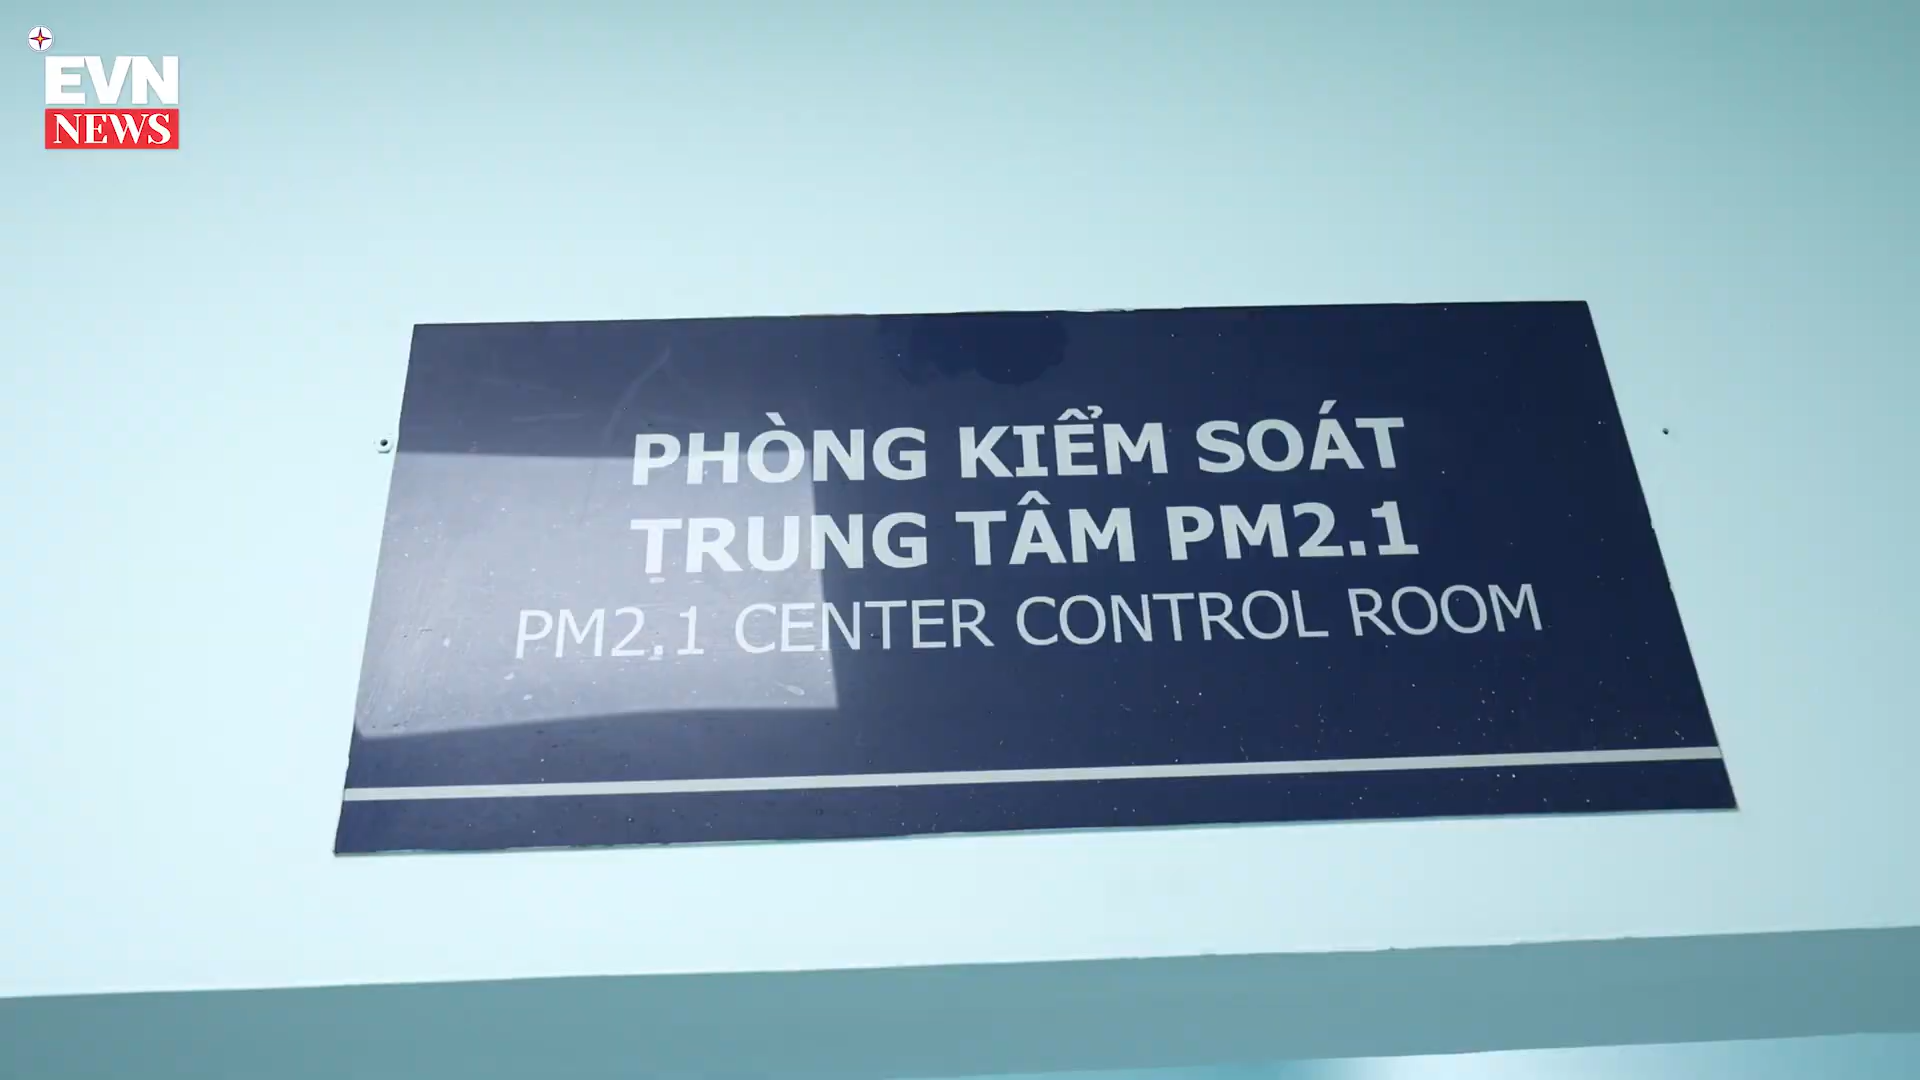 EVN
NEWS
PHÒNG KIỂM SOÁT
TRUNG TÂM PM2.1
PM2.1 CENTER CONTROL ROOM